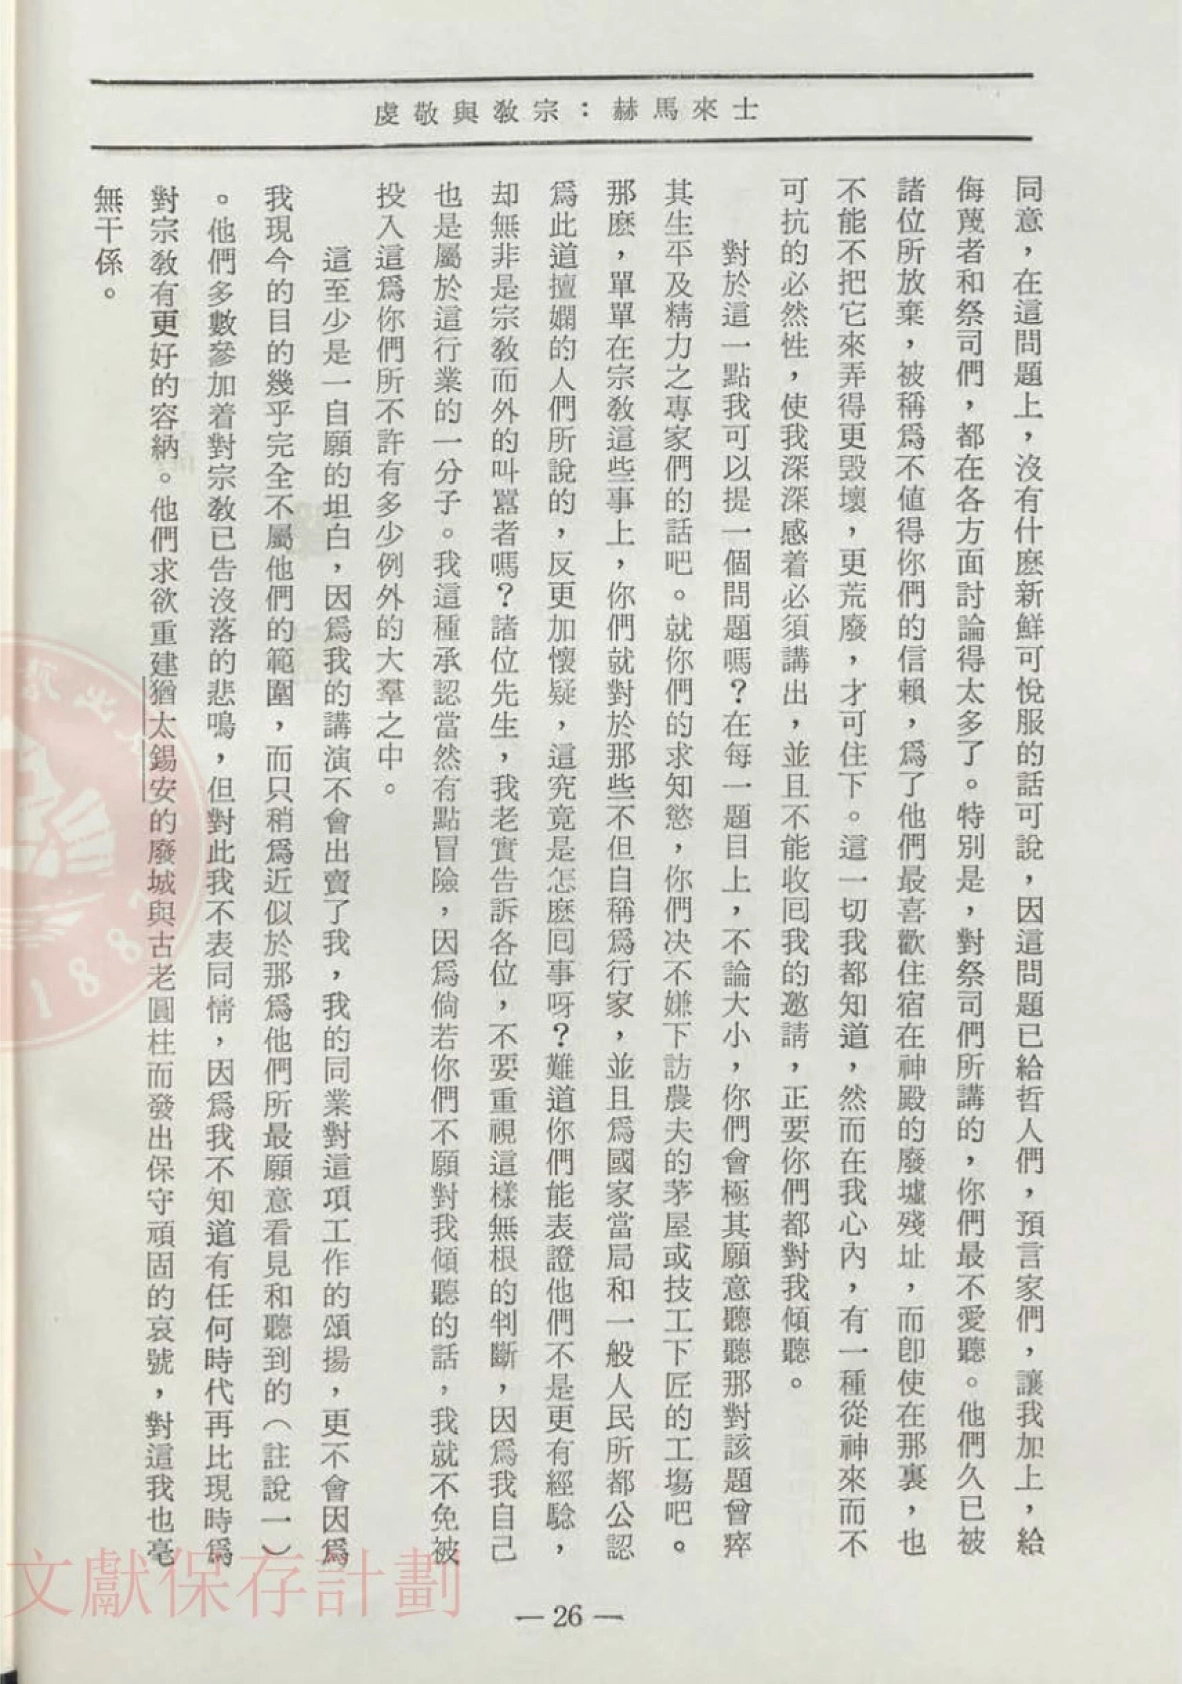 士來馬赫：宗教與敬虔
同意，在這問題上，沒有什麽新鮮可悅服的話可說，因這問題已給哲人們，預言家們，讓我加上，給
侮蔑者和祭司們，都在各方面討論得太多了。特別是，對祭司們所講的，你們最不愛聽。他們久已被
諸位所放棄，被稱爲不值得你們的信賴，爲了他們最喜歡住宿在神殿的廢墟殘址，而卽使在那裏，也
不能不把它來弄得更毀壞，更荒廢，才可住下。這一切我都知道，然而在我心內，有一種從神來而不
可抗的必然性，使我深深感着必須講出，並且不能收囘我的邀請，正要你們都對我傾聽。
對於這一點我可以提一個問題嗎？在每一題目上，不論大小，你們會極其願意聽聽那對該題曾瘁
其生平及精力之專家們的話吧。就你們的求知慾，你們决不嫌下訪農夫的茅屋或技工下匠的工塲吧。
那麽，單單在宗教這些事上，你們就對於那些不但自稱爲行家，並且爲國家當局和一般人民所都公認
爲此道擅嫻的人們所說的，反更加懷疑，這究竟是怎麽囘事呀？難道你們能表證他們不是更有經驗，
却無非是宗教而外的叫囂者嗎？諸位先生，我老實告訴各位，不要重視這樣無根的判斷，因爲我自己
也是屬於這行業的一分子。我這種承認當然有點冒險，因爲倘若你們不願對我傾聽的話，我就不免被
投入這爲你們所不許有多少例外的大羣之中。
這至少是一自願的坦白，因爲我的講演不會出賣了我，我的同業對這項工作的頌揚，更不會因爲
我現今的目的幾乎完全不屬他們的範圍，而只稍爲近似於那爲他們所最願意看見和聽到的（註說一）
。他們多數參加着對宗教已告沒落的悲鳴，但對此我不表同情，因爲我不知道有任何時代再比現時爲
對宗教有更好的容納。他們求欲重建猶太錫安的廢城與古老圓柱而發出保守頑固的哀號，對這我也毫
無干係。
— 26 —
文獻保存計劃
188